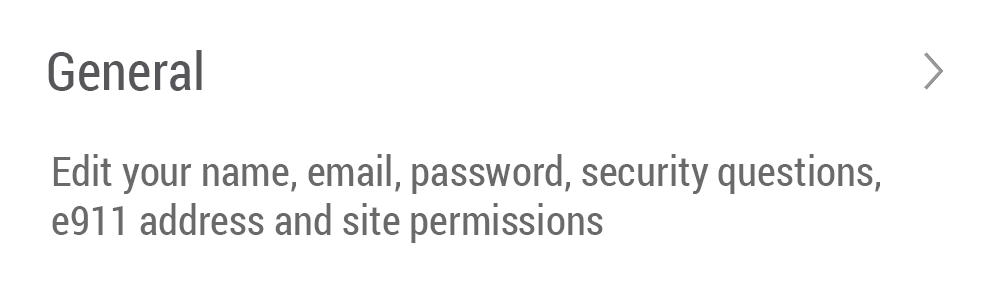 General
Edit your name, email, password, security questions,
e911 address and site permissions